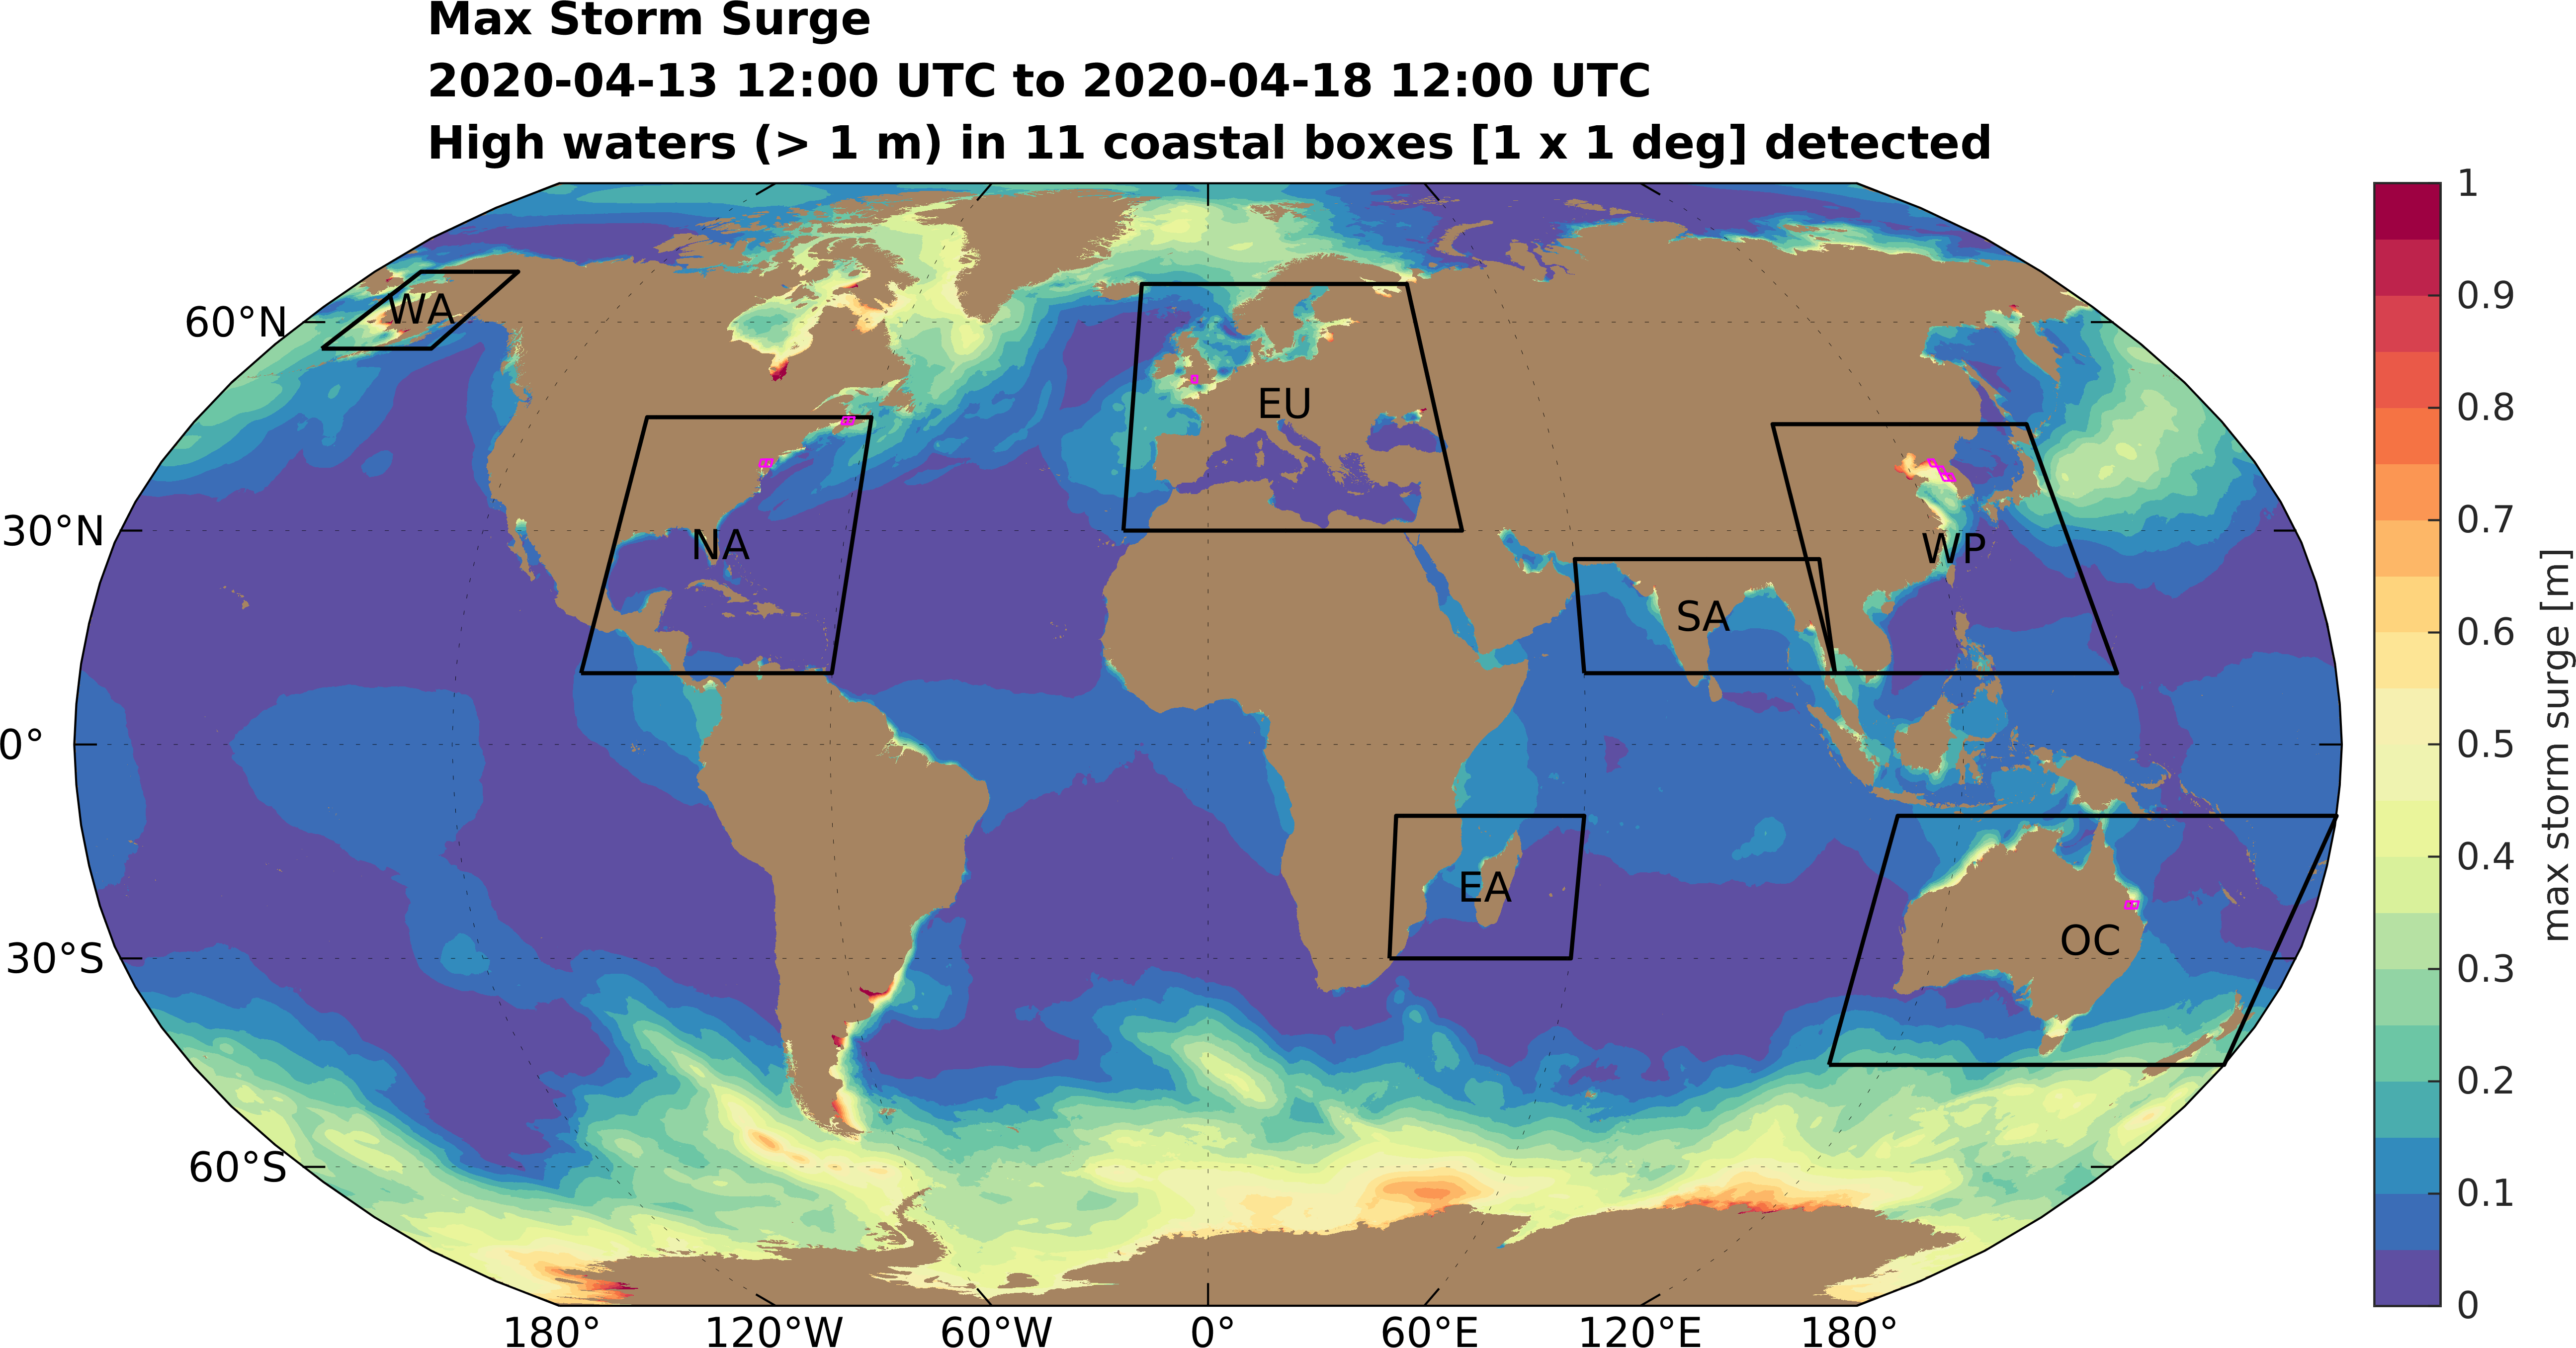 Max Storm Surge
2020-04-13 12:00 UTC to 2020-04-18 12:00 UTC
High waters (> 1 m) in 11 coastal boxes [1 x 1 deg] detected
60°N
30°N
0°
30°S
60°S
WA
NA
EU
SA
WP
EA
OC
180°
120°W
60°W
0°
60°E
120°E
180°
1
0.9
0.8
0.7
0.6
0.5
0.4
0.3
0.2
0.1
0
max storm surge [m]